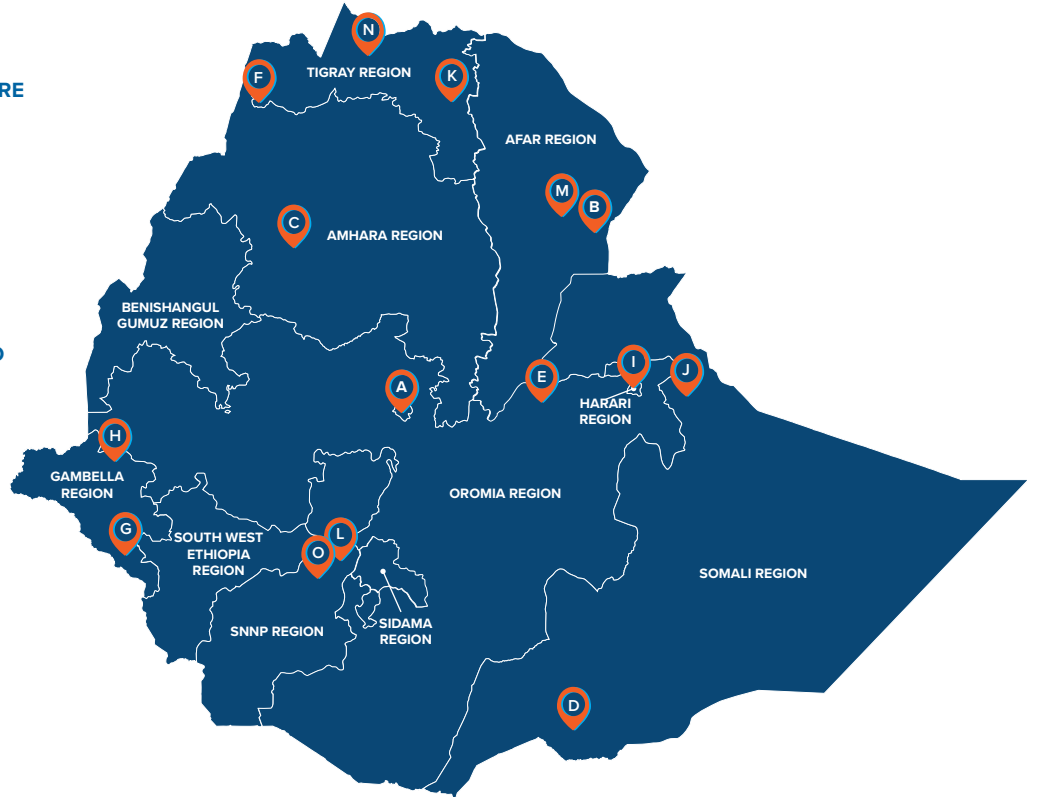 N
F
TIGRAY REGION
K
RE
AFAR REGION
M
B
C
AMHARA REGION
BENISHANGUL
GUMUZ REGION
I
J
E
A
HARARI
REGION
H
GAMBELLA
REGION
OROMIA REGION
G
SOUTH WEST
ETHIOPIA
REGION
L
O
SOMALI REGION
SNNP REGION
SIDAMA
REGION
D